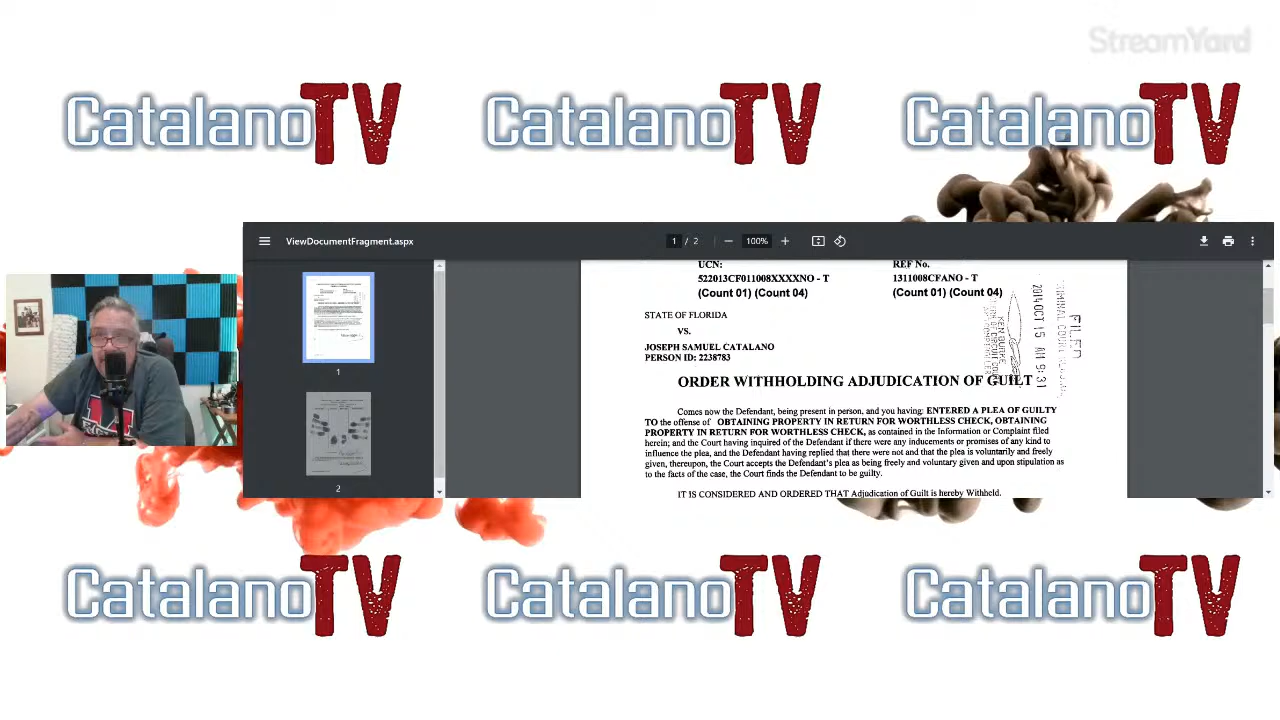 StreamYard
CatalanoTV CatalanoTV CatalanoTV
ViewDocumentFragment.aspx
1 / 2
100%
1
2
UCN:
522013CF011008XXXXNO - T
(Count 01) (Count 04)
REF No.
1311008CFANO - T
(Count 01) (Count 04)
STATE OF FLORIDA
VS.
JOSEPH SAMUEL CATALANO
PERSON ID: 2238783
FILED
2014 OCT 15 AM 9:31
ORDER WITHHOLDING ADJUDICATION OF GUILT
Comes now the Defendant, being present in person, and you having: ENTERED A PLEA OF GUILTY
TO the offense of OBTAINING PROPERTY IN RETURN FOR WORTHLESS CHECK, OBTAINING
PROPERTY IN RETURN FOR WORTHLESS CHECK, as contained in the Information or Complaint filed
herein; and the Court having inquired of the Defendant if there were any inducements or promises of any kind to
influence the plea, and the Defendant having replied that there were not and that the plea is voluntarily and freely
given, thereupon, the Court accepts the Defendant's plea as being freely and voluntary given and upon stipulation as
to the facts of the case, the Court finds the Defendant to be guilty.
IT IS CONSIDERED AND ORDERED THAT Adjudication of Guilt is hereby Withheld.
CatalanoTV CatalanoTV CatalanoTV